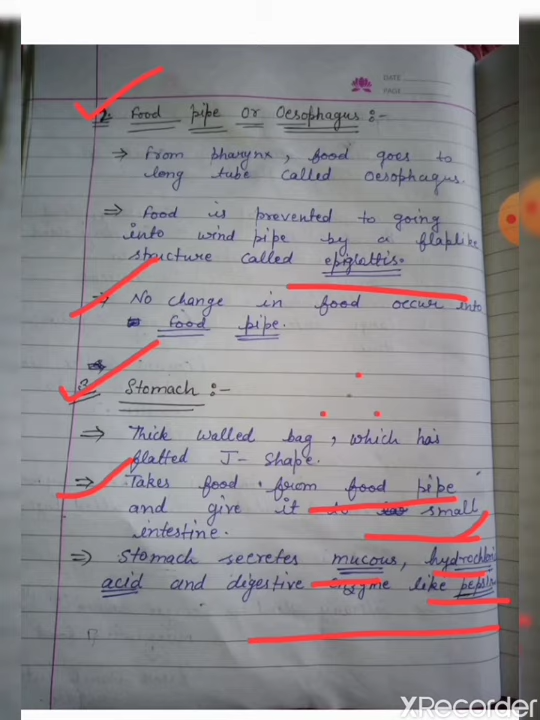 DATE
PAGE
2. Food pipe or Oesophagus :-
⇒ From pharynx, food goes to
long tube called Oesophagus.
⇒ Food is prevented to going
into wind pipe by a flaplike
structure called epiglottis.
⇒ No change in food occur into
food pipe.
3 Stomach :-
⇒ Thick walled bag, which has
flatted J- shape.
⇒ Takes food from food pipe
and give it to small
intestine.
⇒ Stomach secretes mucous, hydrochloric
acid and digestive enzyme like pepsin
XRecorder